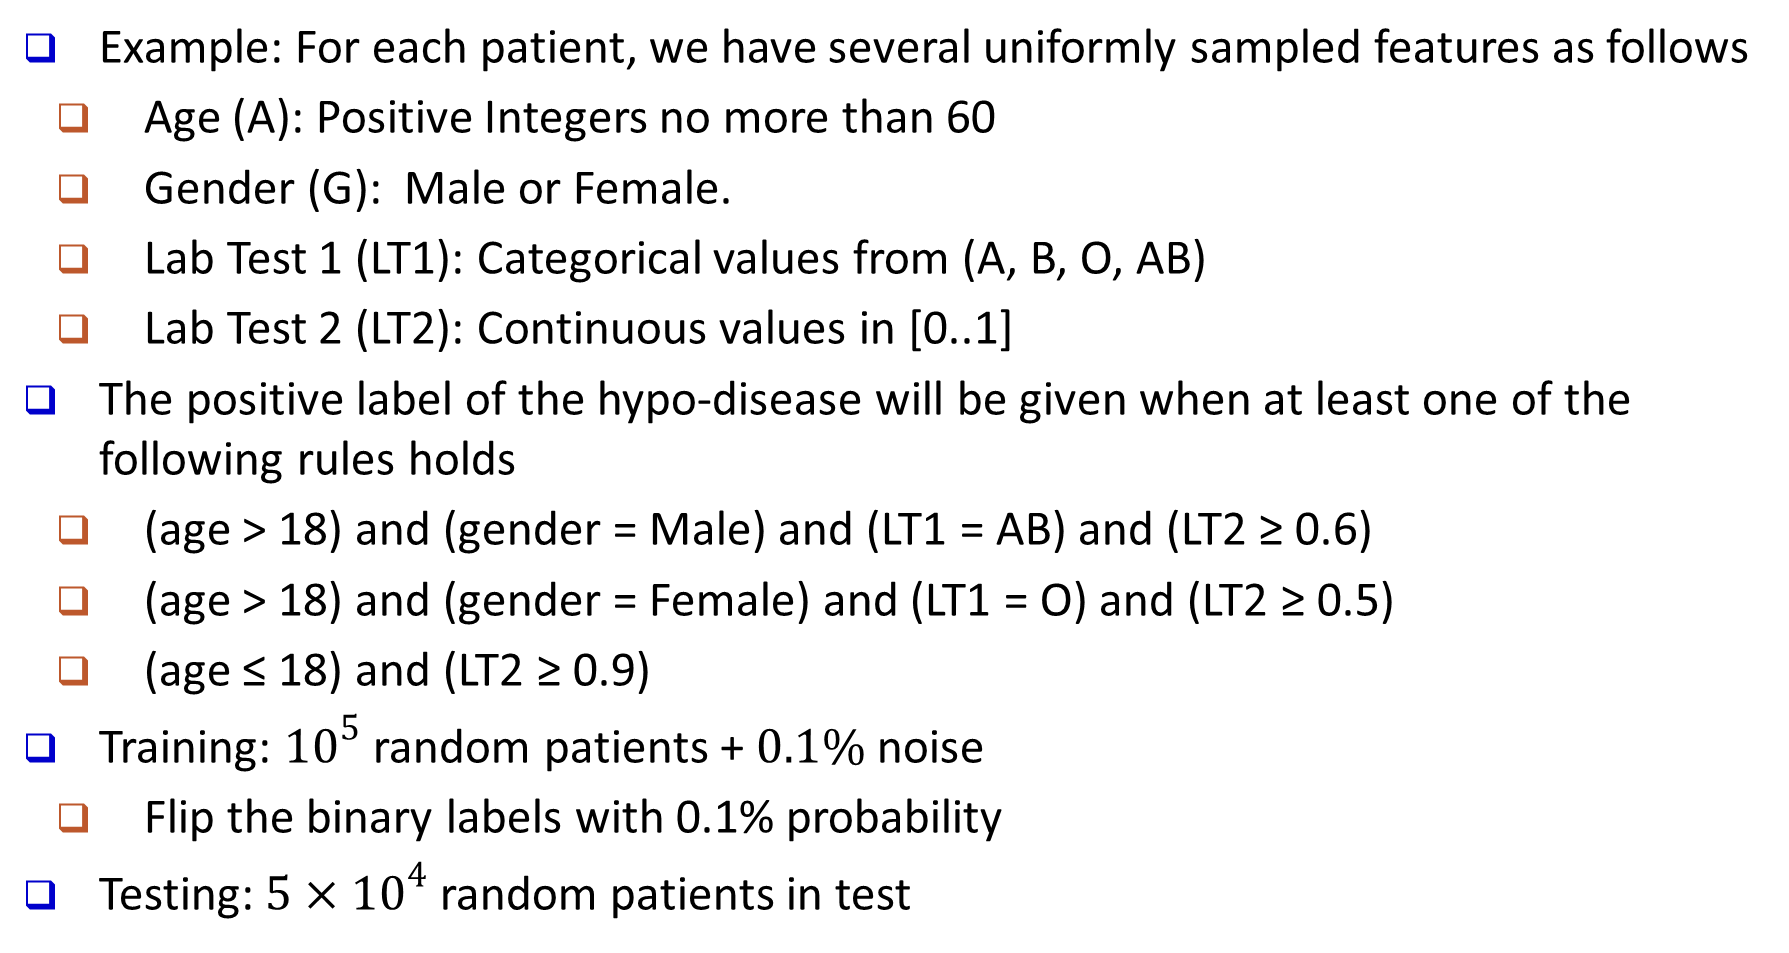 Example: For each patient, we have several uniformly sampled features as follows
Age (A): Positive Integers no more than 60
Gender (G):  Male or Female.
Lab Test 1 (LT1): Categorical values from (A, B, O, AB)
Lab Test 2 (LT2): Continuous values in [0..1]
The positive label of the hypo-disease will be given when at least one of the
following rules holds
(age > 18) and (gender = Male) and (LT1 = AB) and (LT2 ≥ 0.6)
(age > 18) and (gender = Female) and (LT1 = O) and (LT2 ≥ 0.5)
(age ≤ 18) and (LT2 ≥ 0.9)
Training: 10⁵ random patients + 0.1% noise
Flip the binary labels with 0.1% probability
Testing: 5 × 10⁴ random patients in test